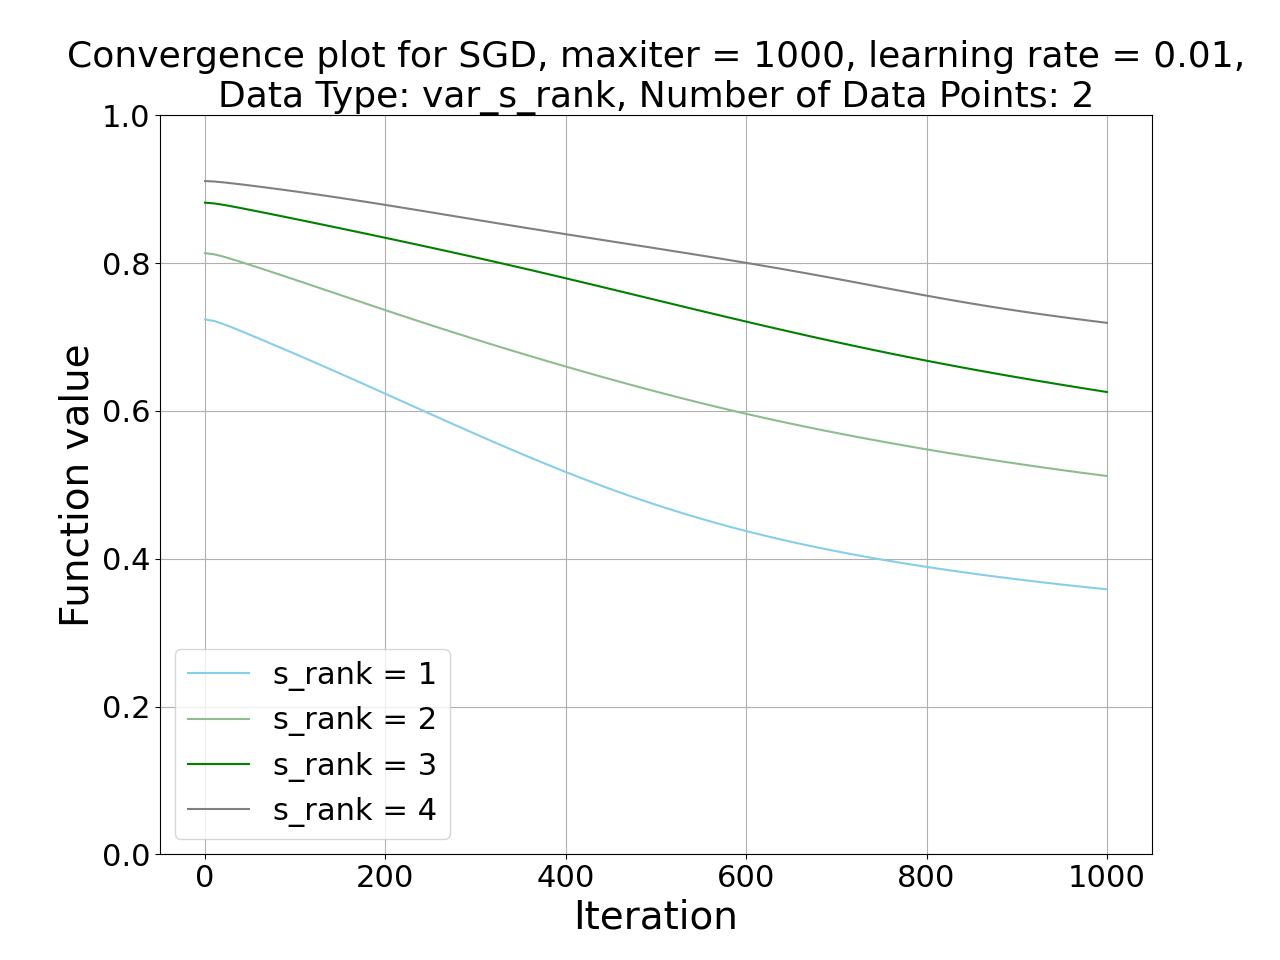 Convergence plot for SGD, maxiter = 1000, learning rate = 0.01,
Data Type: var_s_rank, Number of Data Points: 2
1.0
0.8
0.6
0.4
0.2
0.0
Function value
s_rank = 1
s_rank = 2
s_rank = 3
s_rank = 4
0 200 400 600 800 1000
Iteration